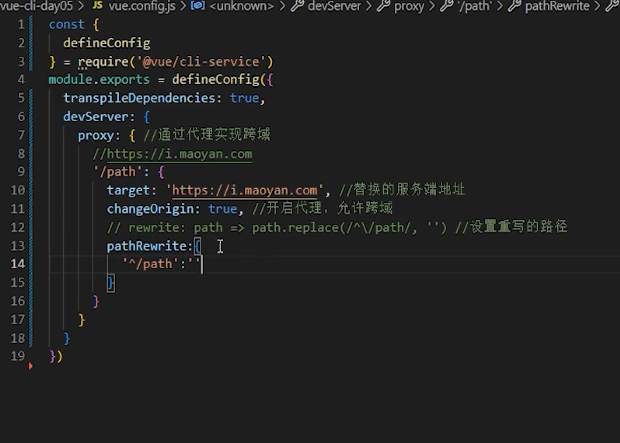 vue-cli-day05 > JS vue.config.js > <unknown> > devServer > proxy > '/path' > pathRewrite
1 const {
2 defineConfig
3 } = require('@vue/cli-service')
4 module.exports = defineConfig({
5 transpileDependencies: true,
6 devServer: {
7 proxy: { //通过代理实现跨域
8 //https://i.maoyan.com
9 '/path': {
10 target: 'https://i.maoyan.com', //替换的服务端地址
11 changeOrigin: true, //开启代理，允许跨域
12 // rewrite: path => path.replace(/^\/path/, '') //设置重写的路径
13 pathRewrite:{
14 '^/path':''
15 }
16 }
17 }
18 }
19 })